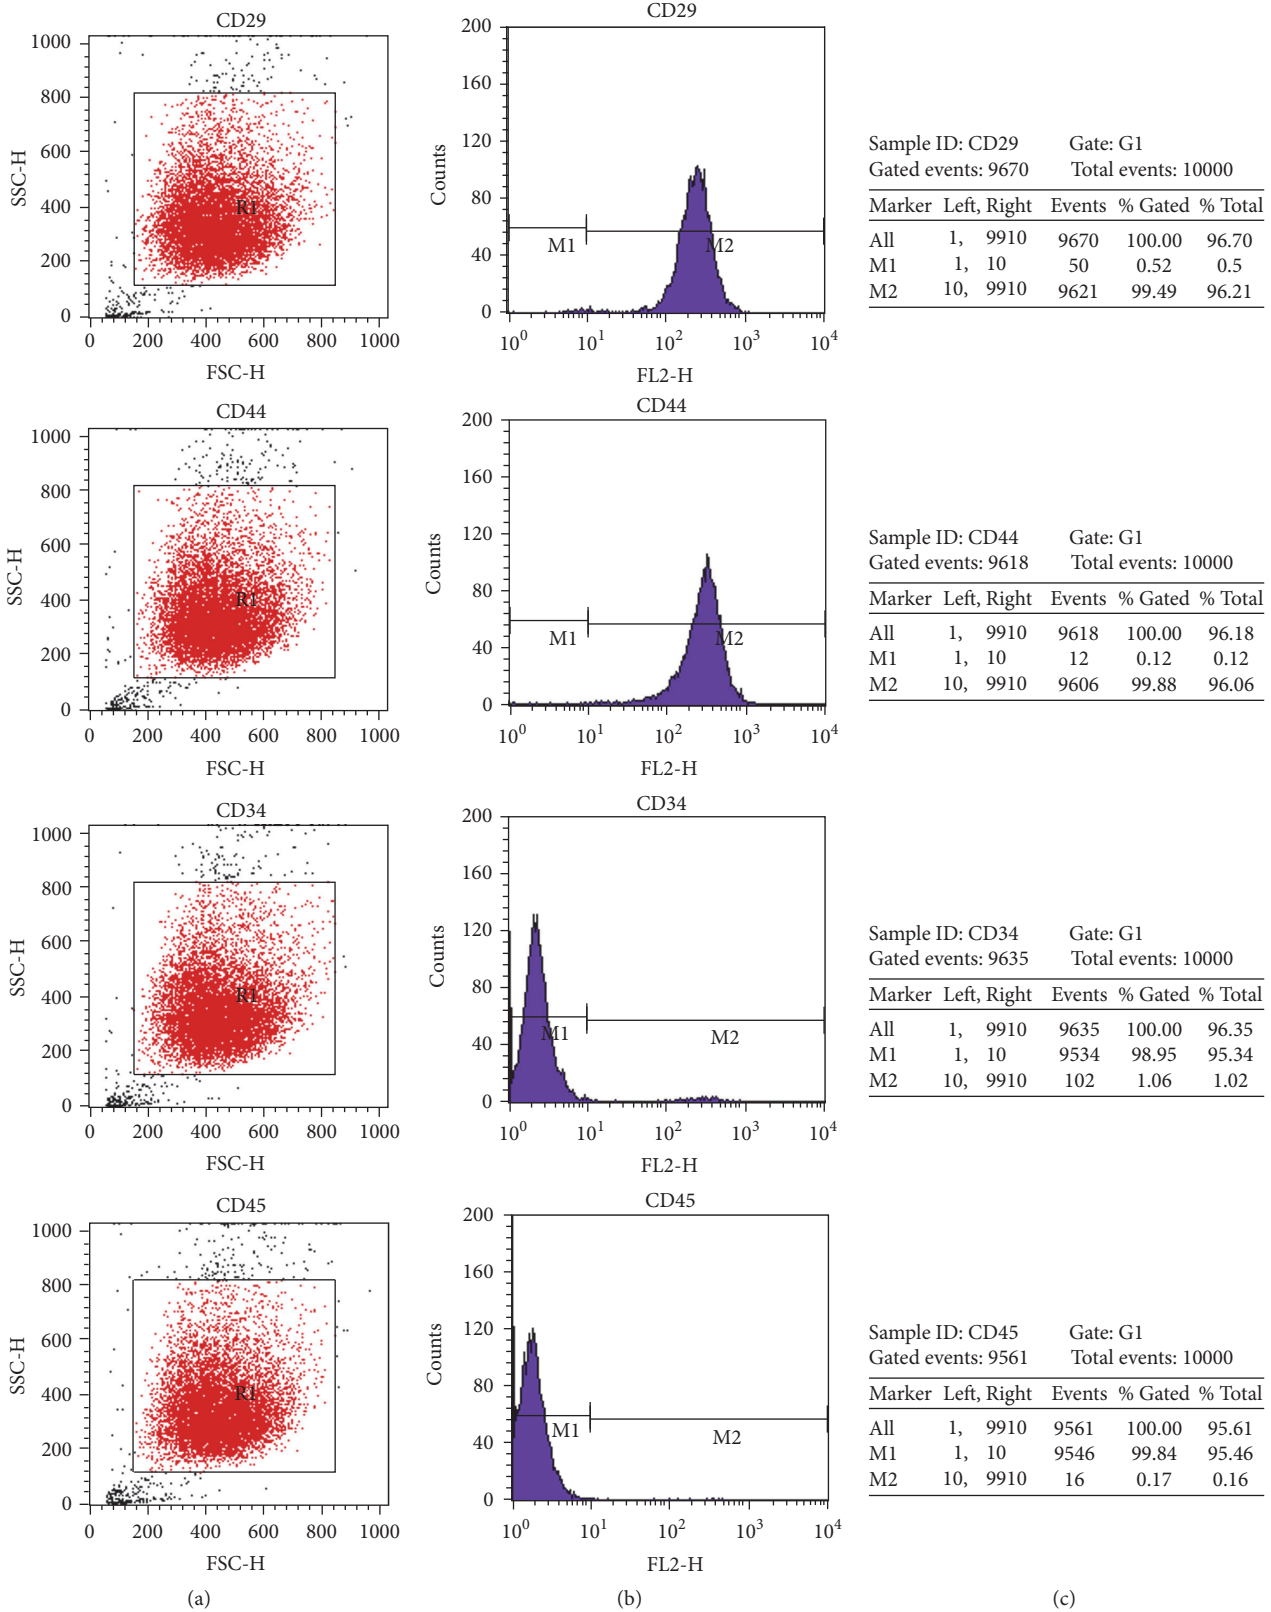 CD29
1000
800
600
400
200
0
SSC-H
R1
0 200 400 600 800 1000
FSC-H
CD29
200
160
120
80
40
0
Counts
M1 M2
10^0 10^1 10^2 10^3 10^4
FL2-H
Sample ID: CD29 Gate: G1
Gated events: 9670 Total events: 10000
Marker Left, Right Events % Gated % Total
All 1, 9910 9670 100.00 96.70
M1 1, 10 50 0.52 0.5
M2 10, 9910 9621 99.49 96.21
CD44
1000
800
600
400
200
0
SSC-H
R1
0 200 400 600 800 1000
FSC-H
CD44
200
160
120
80
40
0
Counts
M1 M2
10^0 10^1 10^2 10^3 10^4
FL2-H
Sample ID: CD44 Gate: G1
Gated events: 9618 Total events: 10000
Marker Left, Right Events % Gated % Total
All 1, 9910 9618 100.00 96.18
M1 1, 10 12 0.12 0.12
M2 10, 9910 9606 99.88 96.06
CD34
1000
800
600
400
200
0
SSC-H
R1
0 200 400 600 800 1000
FSC-H
CD34
200
160
120
80
40
0
Counts
M1 M2
10^0 10^1 10^2 10^3 10^4
FL2-H
Sample ID: CD34 Gate: G1
Gated events: 9635 Total events: 10000
Marker Left, Right Events % Gated % Total
All 1, 9910 9635 100.00 96.35
M1 1, 10 9534 98.95 95.34
M2 10, 9910 102 1.06 1.02
CD45
1000
800
600
400
200
0
SSC-H
R1
0 200 400 600 800 1000
FSC-H
CD45
200
160
120
80
40
0
Counts
M1 M2
10^0 10^1 10^2 10^3 10^4
FL2-H
Sample ID: CD45 Gate: G1
Gated events: 9561 Total events: 10000
Marker Left, Right Events % Gated % Total
All 1, 9910 9561 100.00 95.61
M1 1, 10 9546 99.84 95.46
M2 10, 9910 16 0.17 0.16
(a) (b) (c)